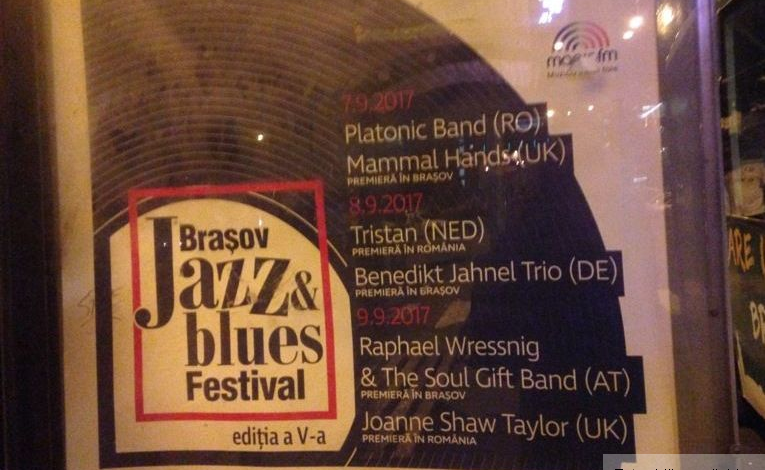 7.9.2017
Platonic Band (RO)
Mammal Hands (UK)
PREMIERĂ ÎN BRAȘOV
8.9.2017
Tristan (NED)
PREMIERĂ ÎN ROMÂNIA
Benedikt Jahnel Trio (DE)
PREMIERĂ ÎN BRAȘOV
9.9.2017
Raphael Wressnig
& The Soul Gift Band (AT)
PREMIERĂ ÎN BRAȘOV
Joanne Shaw Taylor (UK)
PREMIERĂ ÎN ROMÂNIA
Brașov
Jazz&
blues
Festival
ediția a V-a
ARE